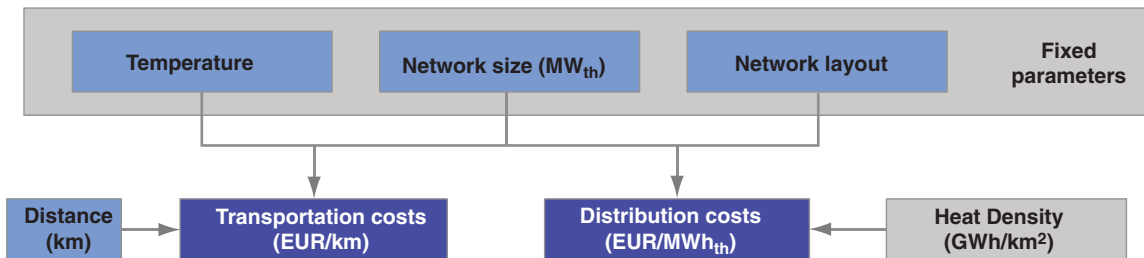 Temperature
Network size (MWth)
Network layout
Fixed
parameters
Distance
(km)
Transportation costs
(EUR/km)
Distribution costs
(EUR/MWhth)
Heat Density
(GWh/km²)